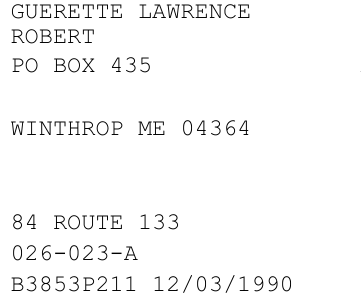 GUERETTE LAWRENCE
ROBERT
PO BOX 435
WINTHROP ME 04364
84 ROUTE 133
026-023-A
B3853P211 12/03/1990